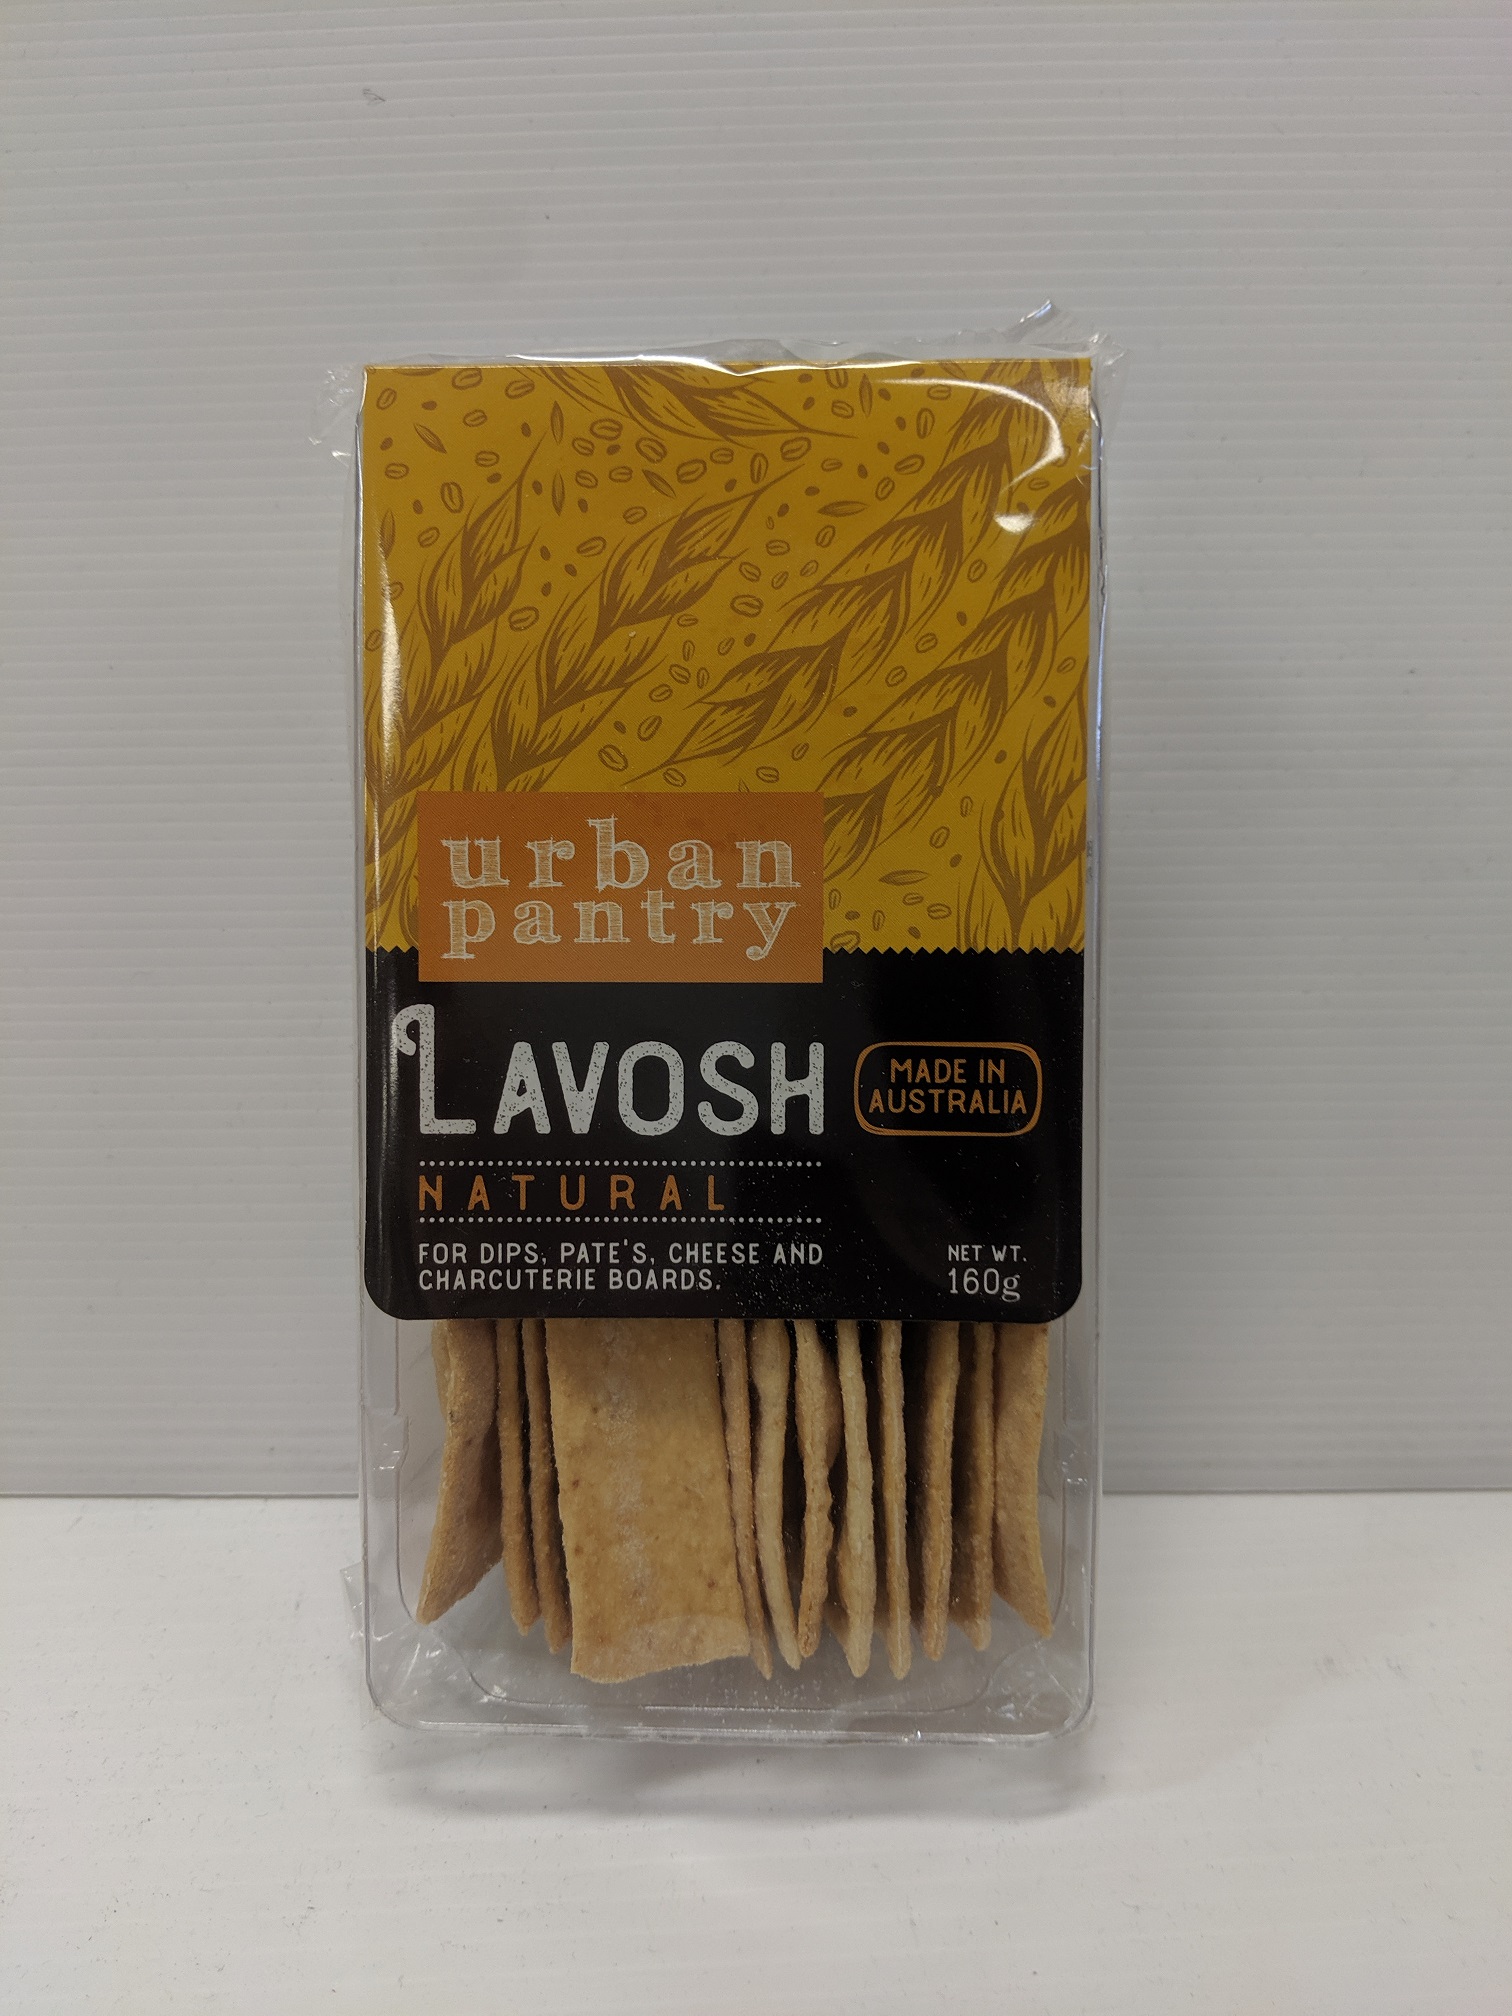 urban
pantry
LAVOSH
MADE IN
AUSTRALIA
NATURAL
FOR DIPS, PATE'S, CHEESE AND
CHARCUTERIE BOARDS.
NET WT.
160g